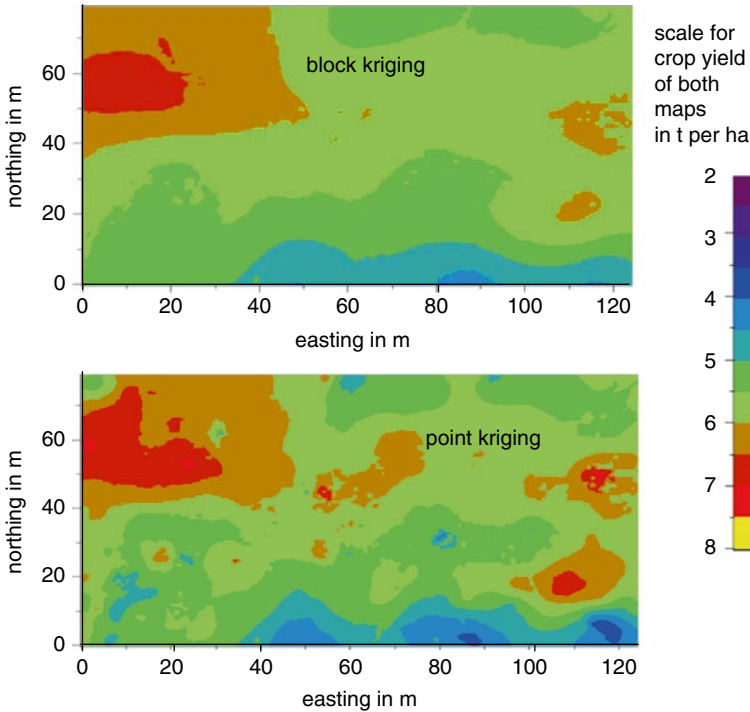 block kriging
northing in m
60
40
20
0
0 20 40 60 80 100 120
easting in m
point kriging
northing in m
60
40
20
0
0 20 40 60 80 100 120
easting in m
scale for
crop yield
of both
maps
in t per ha
2
3
4
5
6
7
8